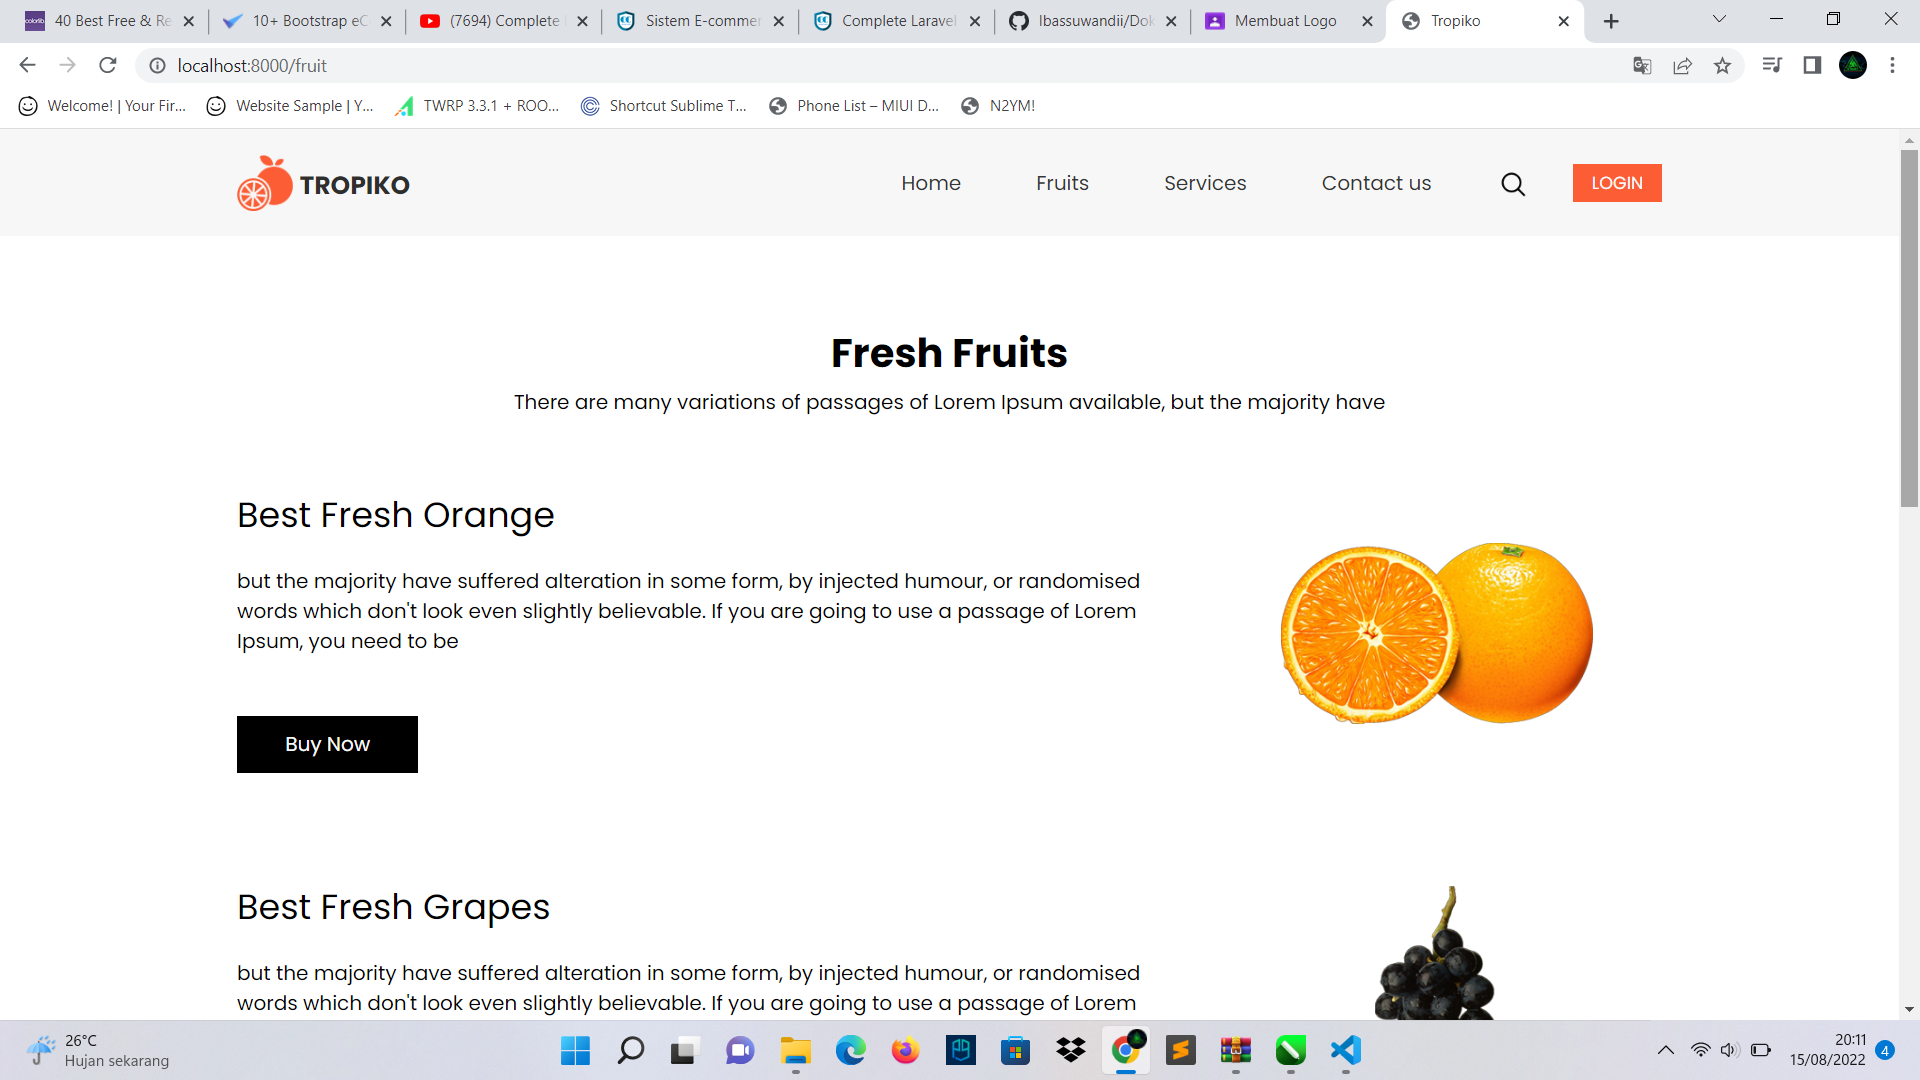 40 Best Free & Re
10+ Bootstrap eC
(7694) Complete
Sistem E-commer
Complete Laravel
Ibassuwandii/Dok
Membuat Logo
Tropiko
localhost:8000/fruit
Welcome! | Your Fir...
Website Sample | Y...
TWRP 3.3.1 + ROO...
Shortcut Sublime T...
Phone List – MIUI D...
N2YM!
TROPIKO
Home
Fruits
Services
Contact us
LOGIN
Fresh Fruits
There are many variations of passages of Lorem Ipsum available, but the majority have
Best Fresh Orange
but the majority have suffered alteration in some form, by injected humour, or randomised
words which don't look even slightly believable. If you are going to use a passage of Lorem
Ipsum, you need to be
Buy Now
Best Fresh Grapes
but the majority have suffered alteration in some form, by injected humour, or randomised
words which don't look even slightly believable. If you are going to use a passage of Lorem
26°C
Hujan sekarang
20:11
15/08/2022
4